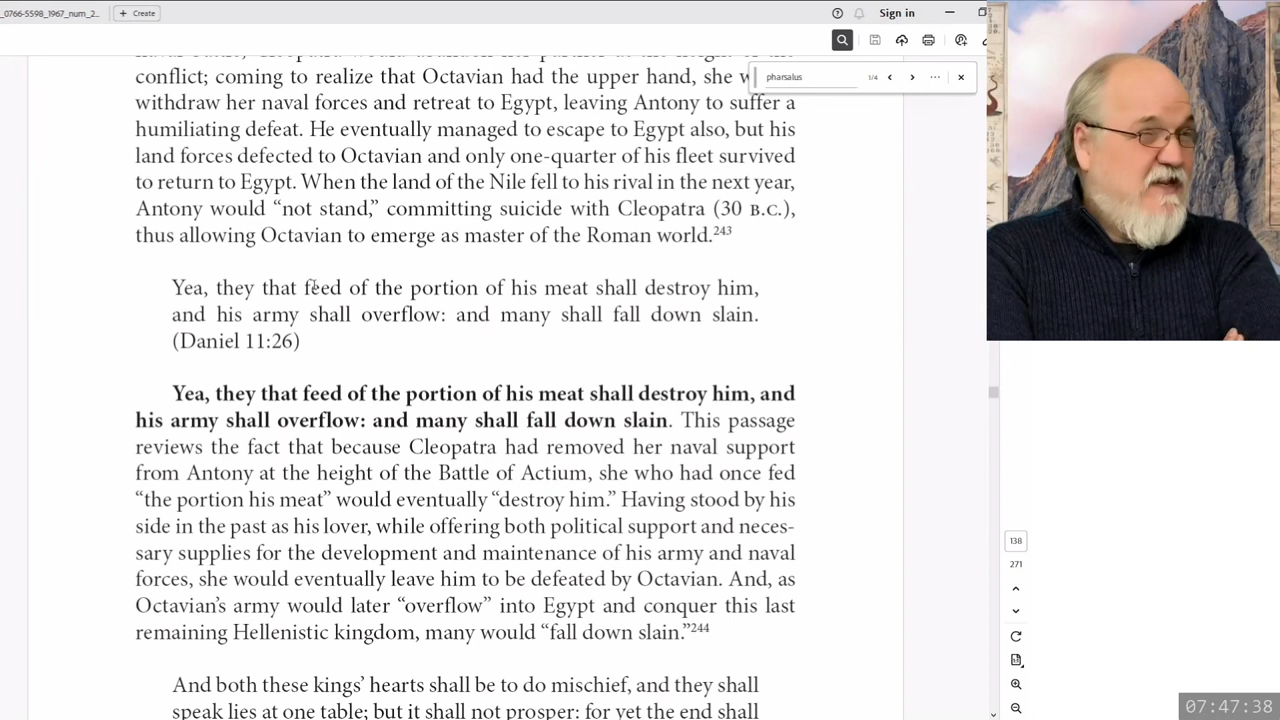 _0766-5598_1967_num_2...
+ Create
Sign in
pharsalus
1/4
conflict; coming to realize that Octavian had the upper hand, she
withdraw her naval forces and retreat to Egypt, leaving Antony to suffer a
humiliating defeat. He eventually managed to escape to Egypt also, but his
land forces defected to Octavian and only one-quarter of his fleet survived
to return to Egypt. When the land of the Nile fell to his rival in the next year,
Antony would “not stand,” committing suicide with Cleopatra (30 B.C.),
thus allowing Octavian to emerge as master of the Roman world.243
Yea, they that feed of the portion of his meat shall destroy him,
and his army shall overflow: and many shall fall down slain.
(Daniel 11:26)
Yea, they that feed of the portion of his meat shall destroy him, and
his army shall overflow: and many shall fall down slain. This passage
reviews the fact that because Cleopatra had removed her naval support
from Antony at the height of the Battle of Actium, she who had once fed
“the portion his meat” would eventually “destroy him.” Having stood by his
side in the past as his lover, while offering both political support and neces-
sary supplies for the development and maintenance of his army and naval
forces, she would eventually leave him to be defeated by Octavian. And, as
Octavian’s army would later “overflow” into Egypt and conquer this last
remaining Hellenistic kingdom, many would “fall down slain.”244
And both these kings’ hearts shall be to do mischief, and they shall
speak lies at one table; but it shall not prosper: for yet the end shall
138
271
07:47:38